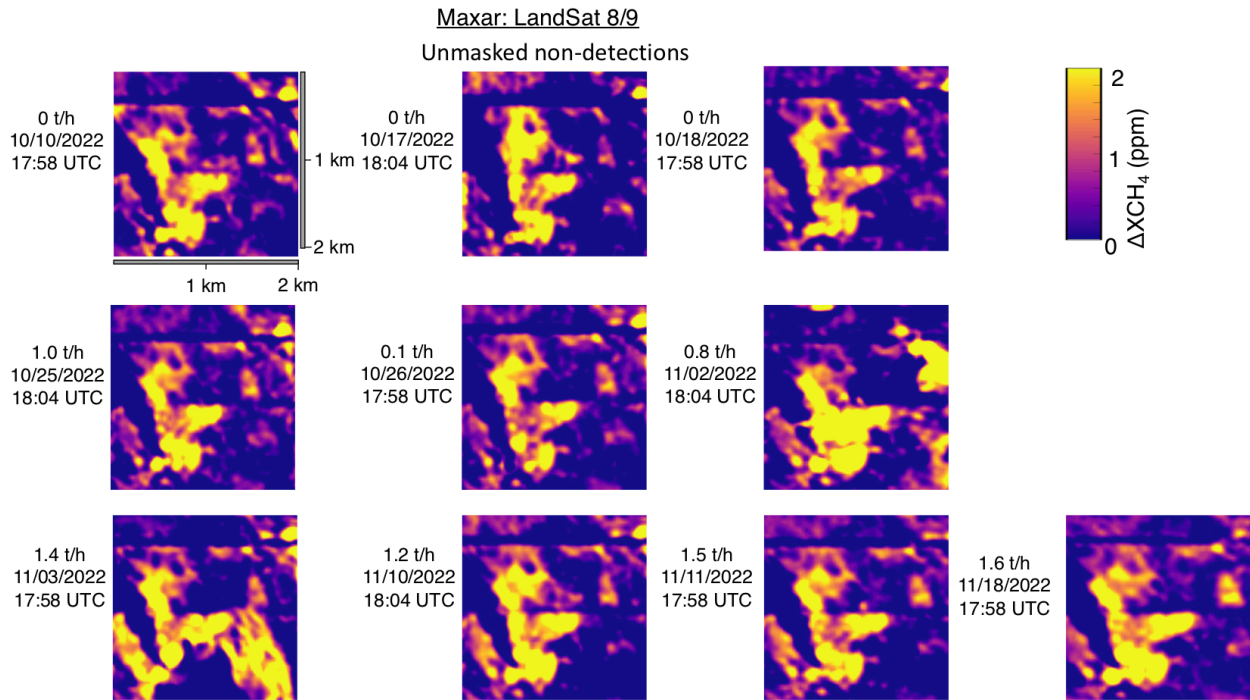 Maxar: LandSat 8/9
Unmasked non-detections
0 t/h
10/10/2022
17:58 UTC
1 km
2 km
1 km
2 km
0 t/h
10/17/2022
18:04 UTC
0 t/h
10/18/2022
17:58 UTC
2
1
0
ΔXCH₄ (ppm)
1.0 t/h
10/25/2022
18:04 UTC
0.1 t/h
10/26/2022
17:58 UTC
0.8 t/h
11/02/2022
18:04 UTC
1.4 t/h
11/03/2022
17:58 UTC
1.2 t/h
11/10/2022
18:04 UTC
1.5 t/h
11/11/2022
17:58 UTC
1.6 t/h
11/18/2022
17:58 UTC